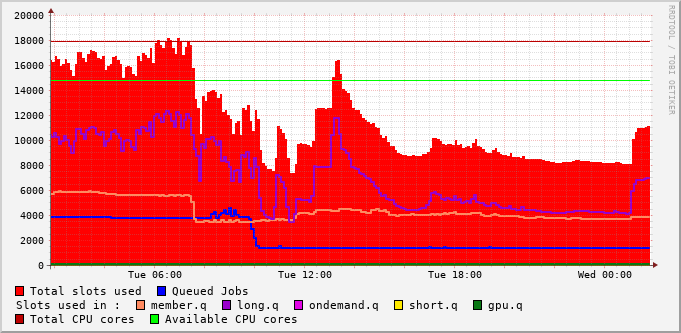 20000
18000
16000
14000
12000
10000
8000
6000
4000
2000
0
Tue 06:00 Tue 12:00 Tue 18:00 Wed 00:00
Total slots used Queued Jobs
Slots used in : member.q long.q ondemand.q short.q gpu.q
Total CPU cores Available CPU cores
RRDTOOL / TOBI OETIKER